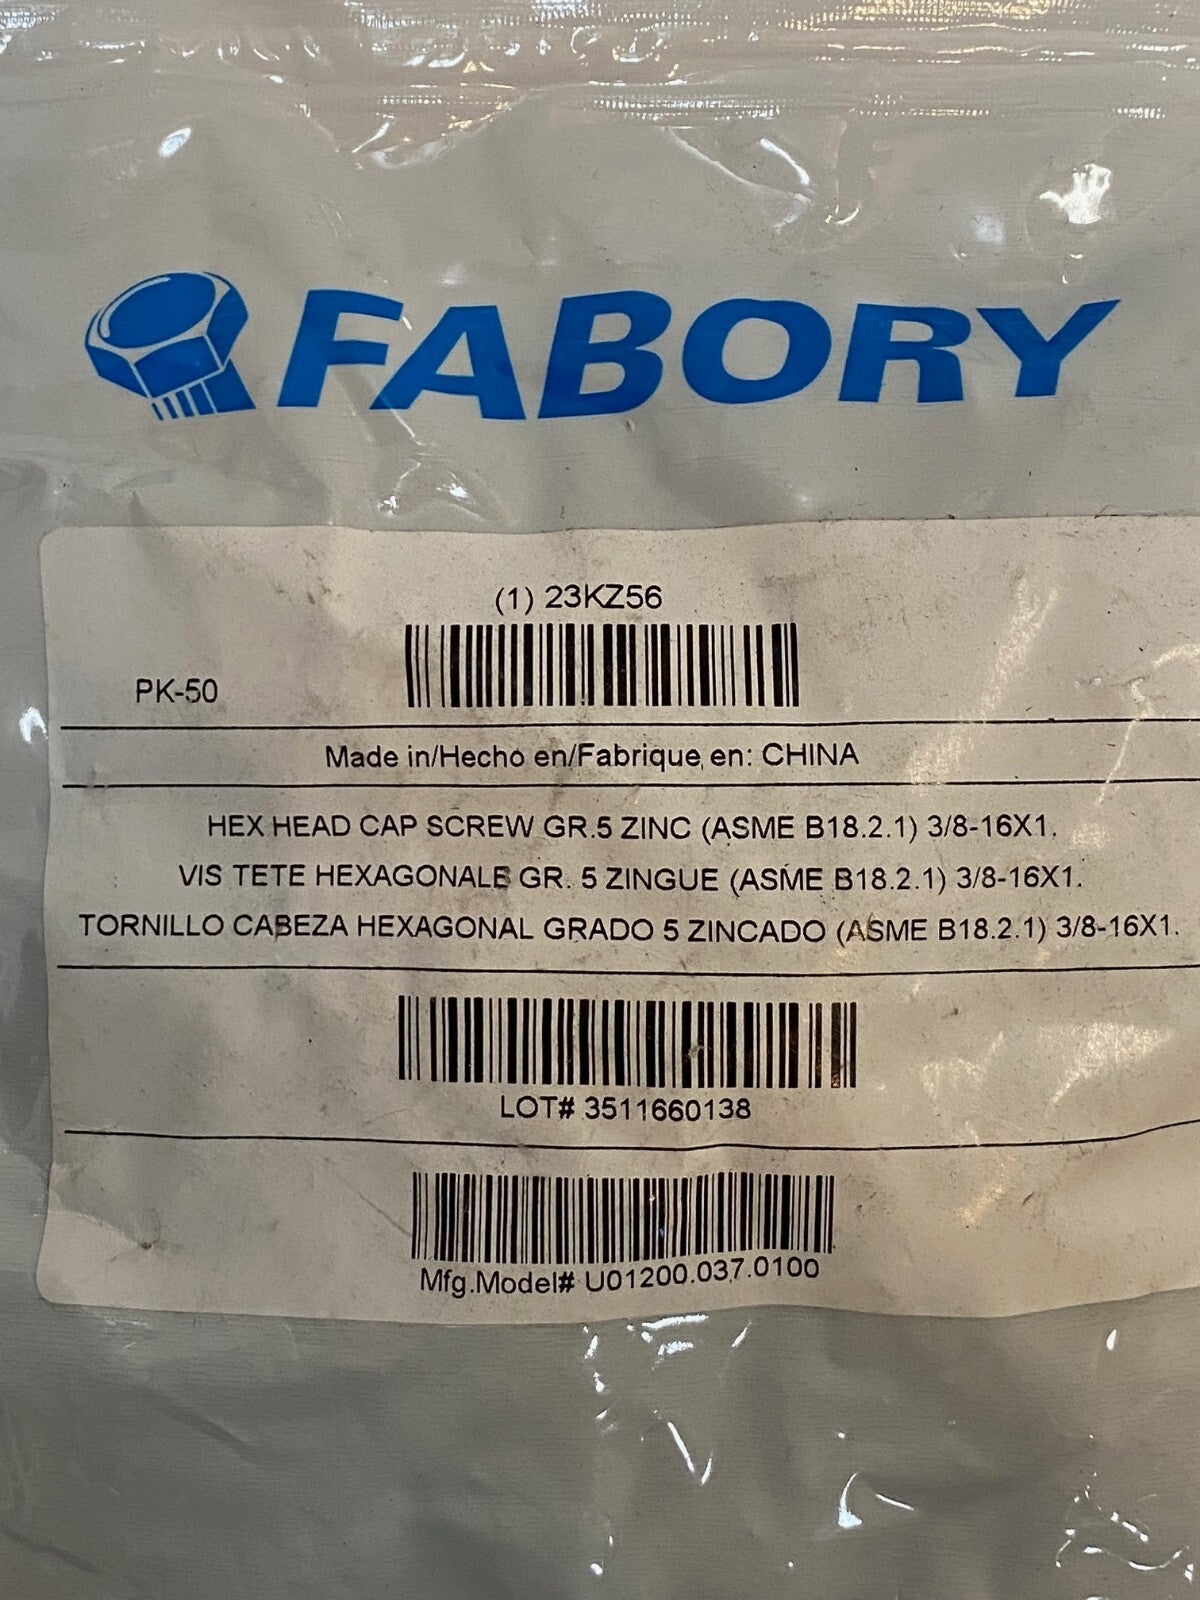 FABORY
(1) 23KZ56
PK-50
Made in/Hecho en/Fabrique en: CHINA
HEX HEAD CAP SCREW GR.5 ZINC (ASME B18.2.1) 3/8-16X1.
VIS TETE HEXAGONALE GR. 5 ZINGUE (ASME B18.2.1) 3/8-16X1.
TORNILLO CABEZA HEXAGONAL GRADO 5 ZINCADO (ASME B18.2.1) 3/8-16X1.
LOT# 3511660138
Mfg.Model# U01200.037.0100